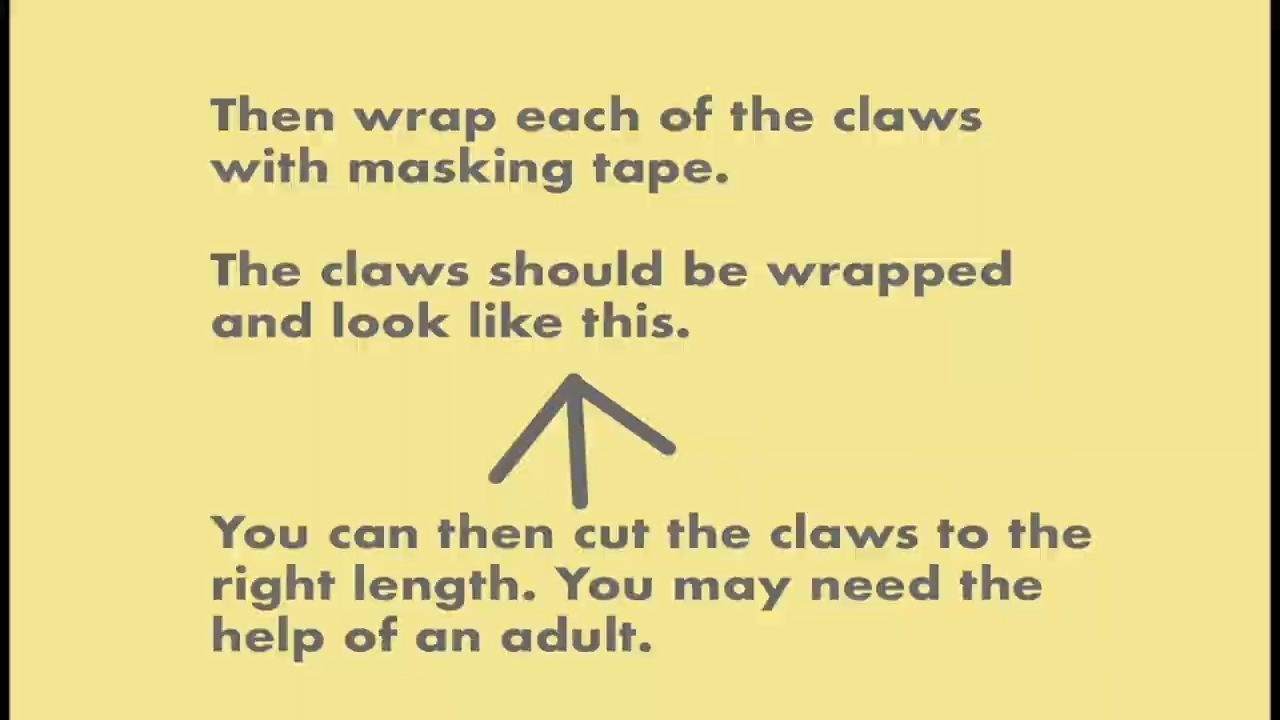 Then wrap each of the claws
with masking tape.
The claws should be wrapped
and look like this.
You can then cut the claws to the
right length. You may need the
help of an adult.